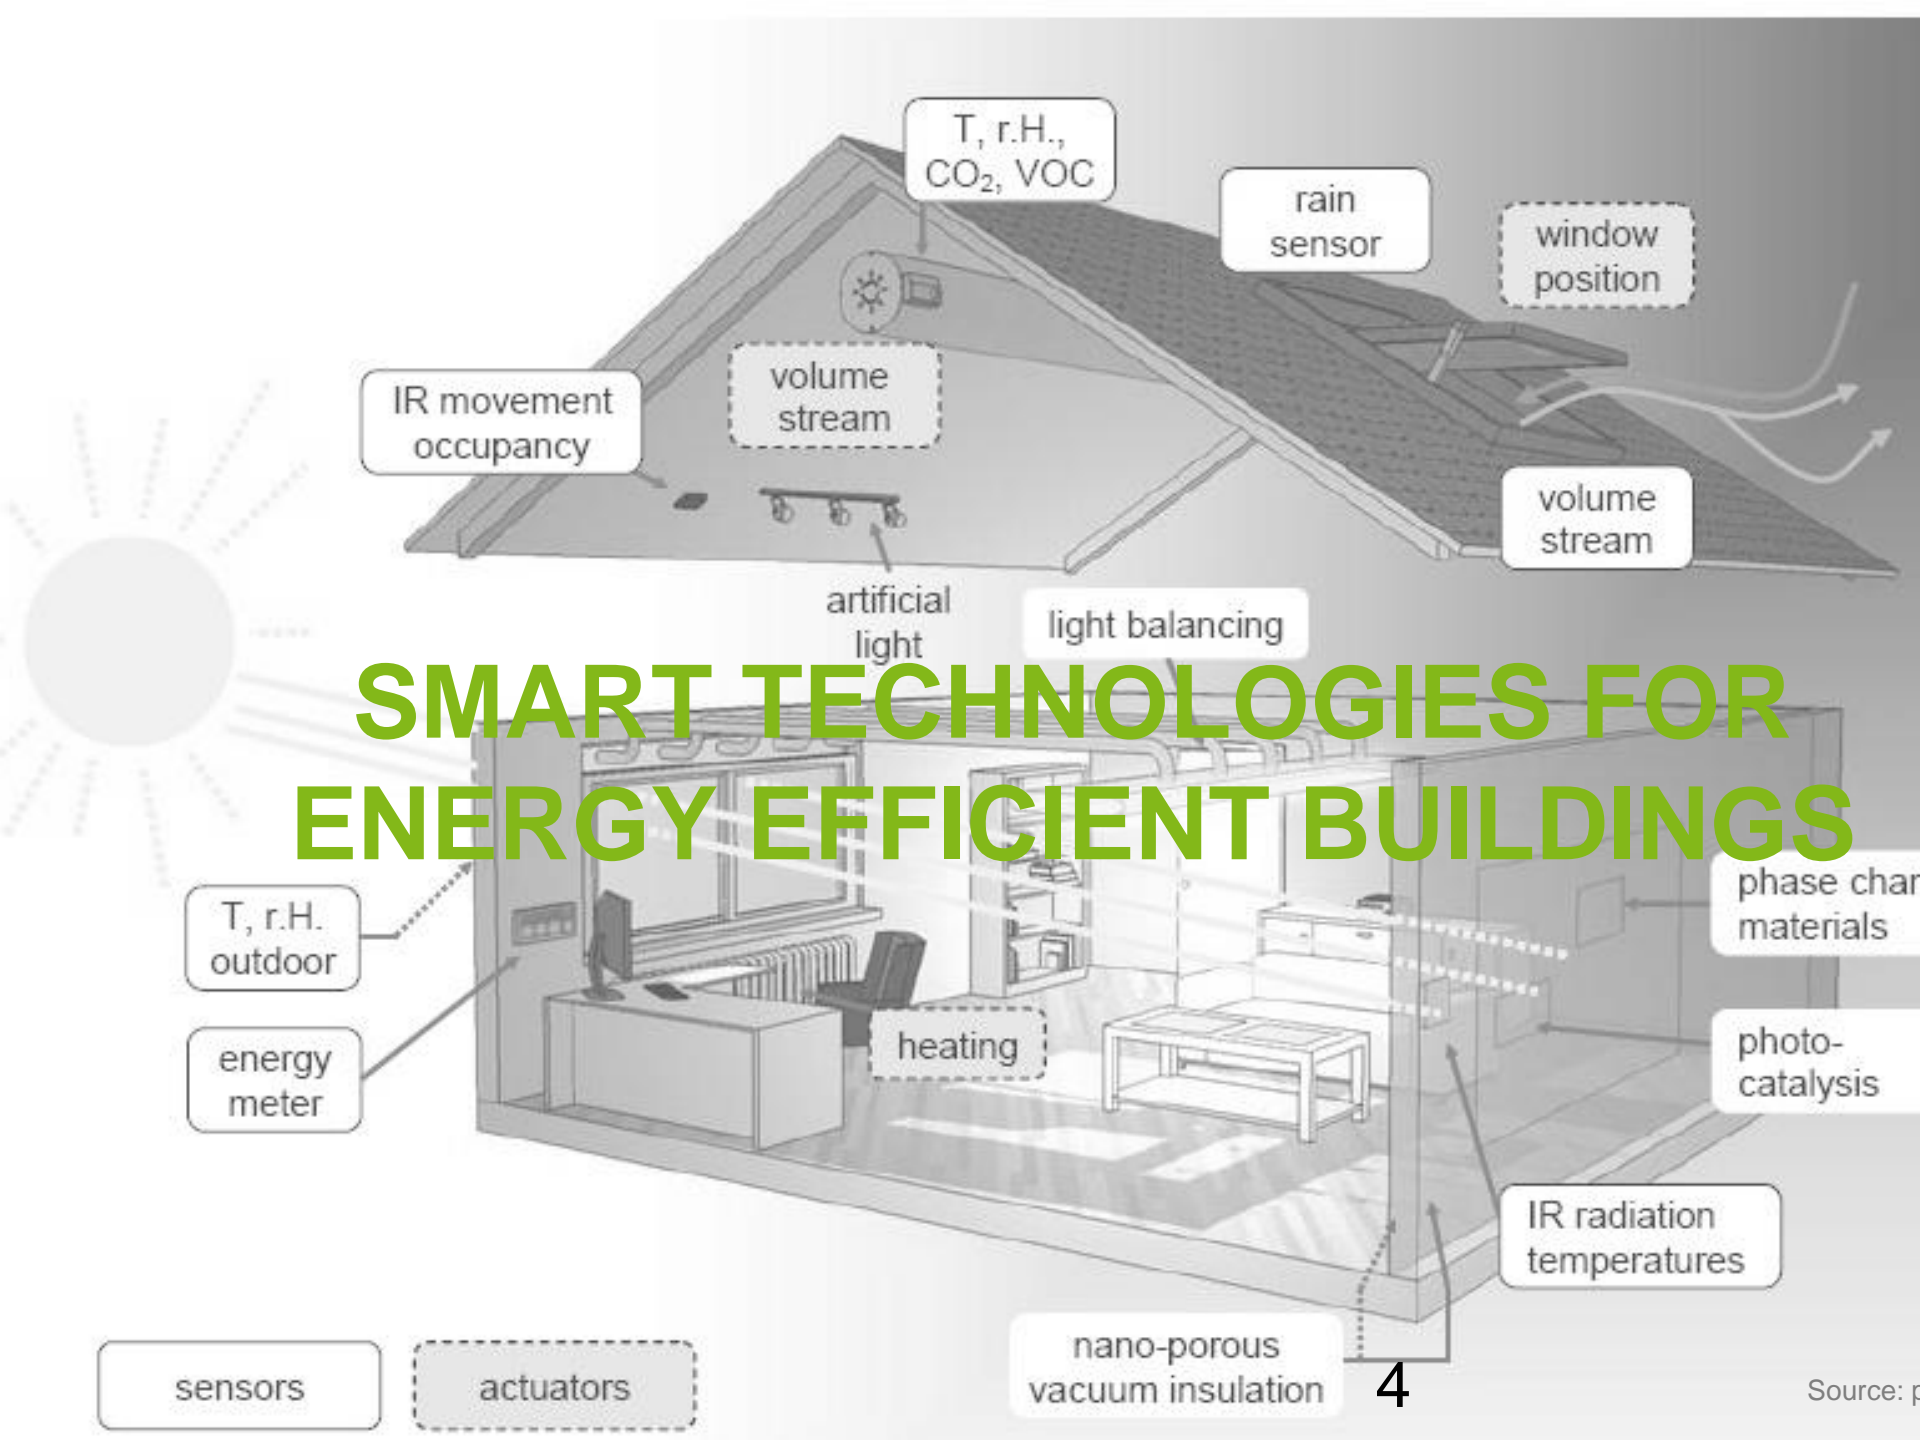 T, r.H.,
CO₂, VOC
rain
sensor
window
position
volume
stream
IR movement
occupancy
volume
stream
artificial
light
light balancing
SMART TECHNOLOGIES FOR
ENERGY EFFICIENT BUILDINGS
T, r.H.
outdoor
phase
materials
energy
meter
heating
photo-
catalysis
IR radiation
temperatures
nano-porous
vacuum insulation
sensors
actuators
4
Source: